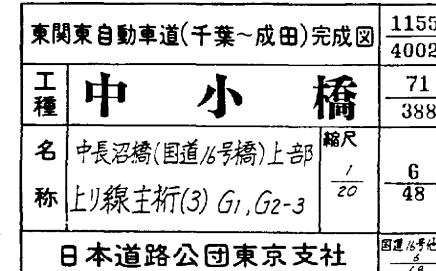 東関東自動車道(千葉～成田)完成図
1155
4002
工種
中小橋
71
388
名称
中長沼橋(国道16号橋)上部
上り線主桁(3) G1,G2-3
縮尺
1
20
6
48
日本道路公団東京支社
国道16号他
6